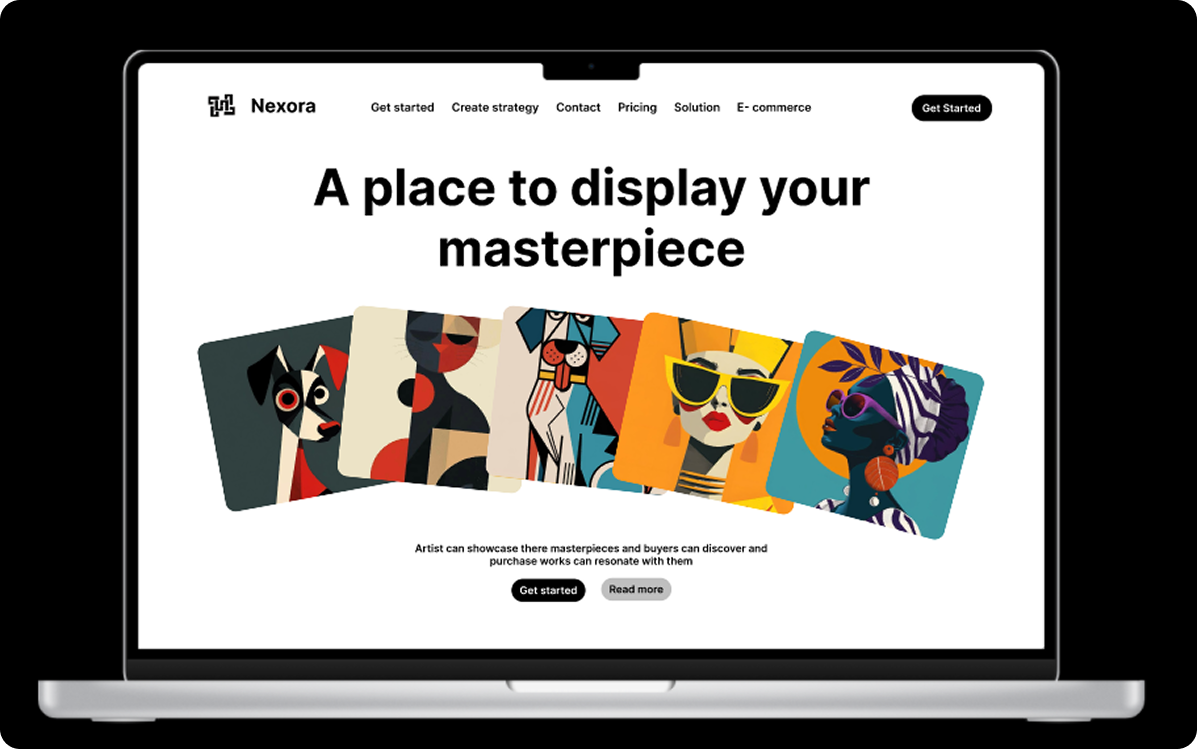 Nexora
Get started
Create strategy
Contact
Pricing
Solution
E- commerce
Get Started
A place to display your
masterpiece
Artist can showcase there masterpieces and buyers can discover and
purchase works can resonate with them
Get started
Read more